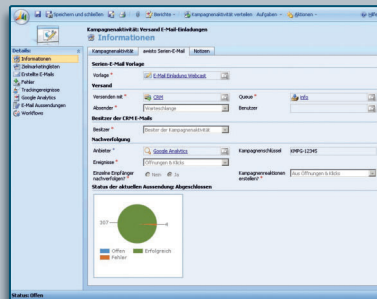 Speichern und schließen
Berichte
Kampagnenaktivität verteilen
Aufgaben
Aktionen
Hilfe
Kampagnenaktivität: Versand E-Mail-Einladungen
Informationen
Details:
Informationen
Zielmarketinglisten
Erstellte E-Mails
Fehler
Trackingereignisse
Google Analytics
E-Mail Aussendungen
Workflows
Kampagnenaktivität
Serien-E-Mail
Notizen
Serien-E-Mail Vorlage
Vorlage *
E-Mail Einladung Webcast
Versand
Versenden mit *
CRM
Queue *
Info
Absender *
Warteschlange
Benutzer
Besitzer der CRM E-Mails
Besitzer *
Besitzer der Kampagnenaktivität
Nachverfolgung
Anbieter *
Google Analytics
Kampagnenschlüssel
KMPG-12345
Ereignisse *
Öffnungen & Klicks
Einzelne Empfänger nachverfolgen? *
Nein
Ja
Kampagnenreaktionen erstellen? *
Aus Öffnungen & Klicks
Status der aktuellen Aussendung: Abgeschlossen
367
Offen
Erfolgreich
Fehler
Status: Offen